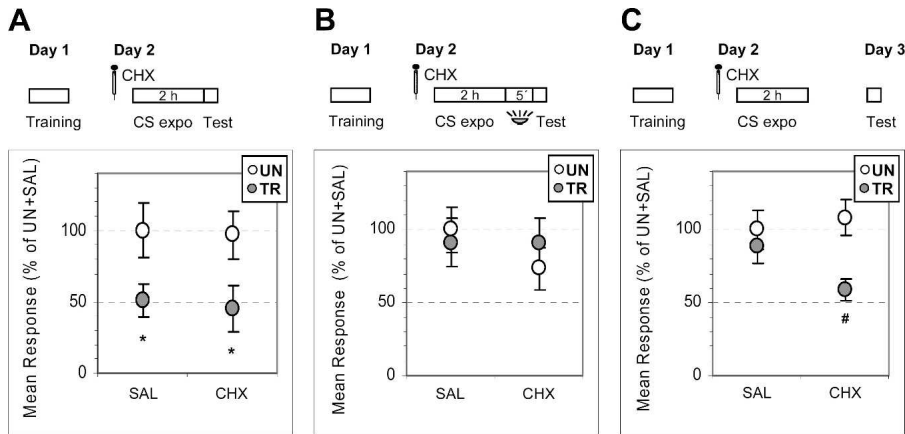 A
Day 1 Day 2
CHX
2 h
Training CS expo Test
Mean Response (% of UN+SAL)
UN
TR
100
50
0
*
*
SAL CHX
B
Day 1 Day 2
CHX
2 h 5´
Training CS expo Test
Mean Response (% of UN+SAL)
UN
TR
100
50
0
SAL CHX
C
Day 1 Day 2 Day 3
CHX
2 h
Training CS expo Test
Mean Response (% of UN+SAL)
UN
TR
100
50
0
#
SAL CHX